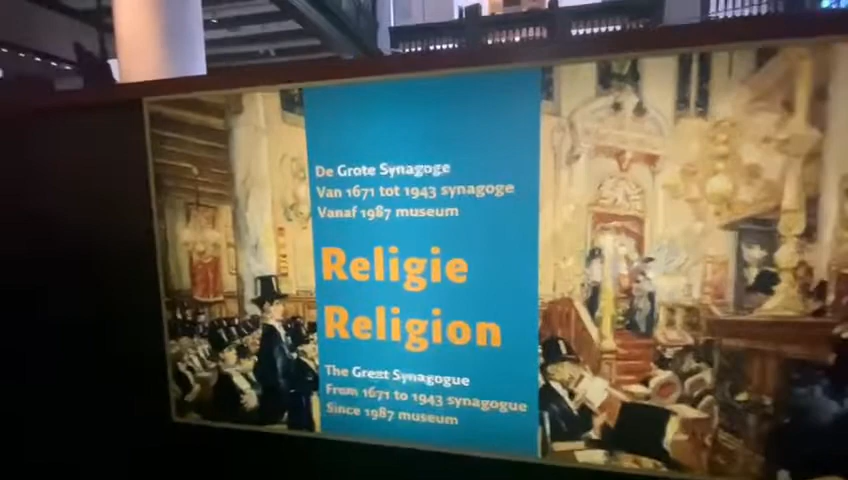 De Grote Synagoge
Van 1671 tot 1943 synagoge
Vanaf 1987 museum
Religie
Religion
The Great Synagogue
From 1671 to 1943 synagogue
Since 1987 museum